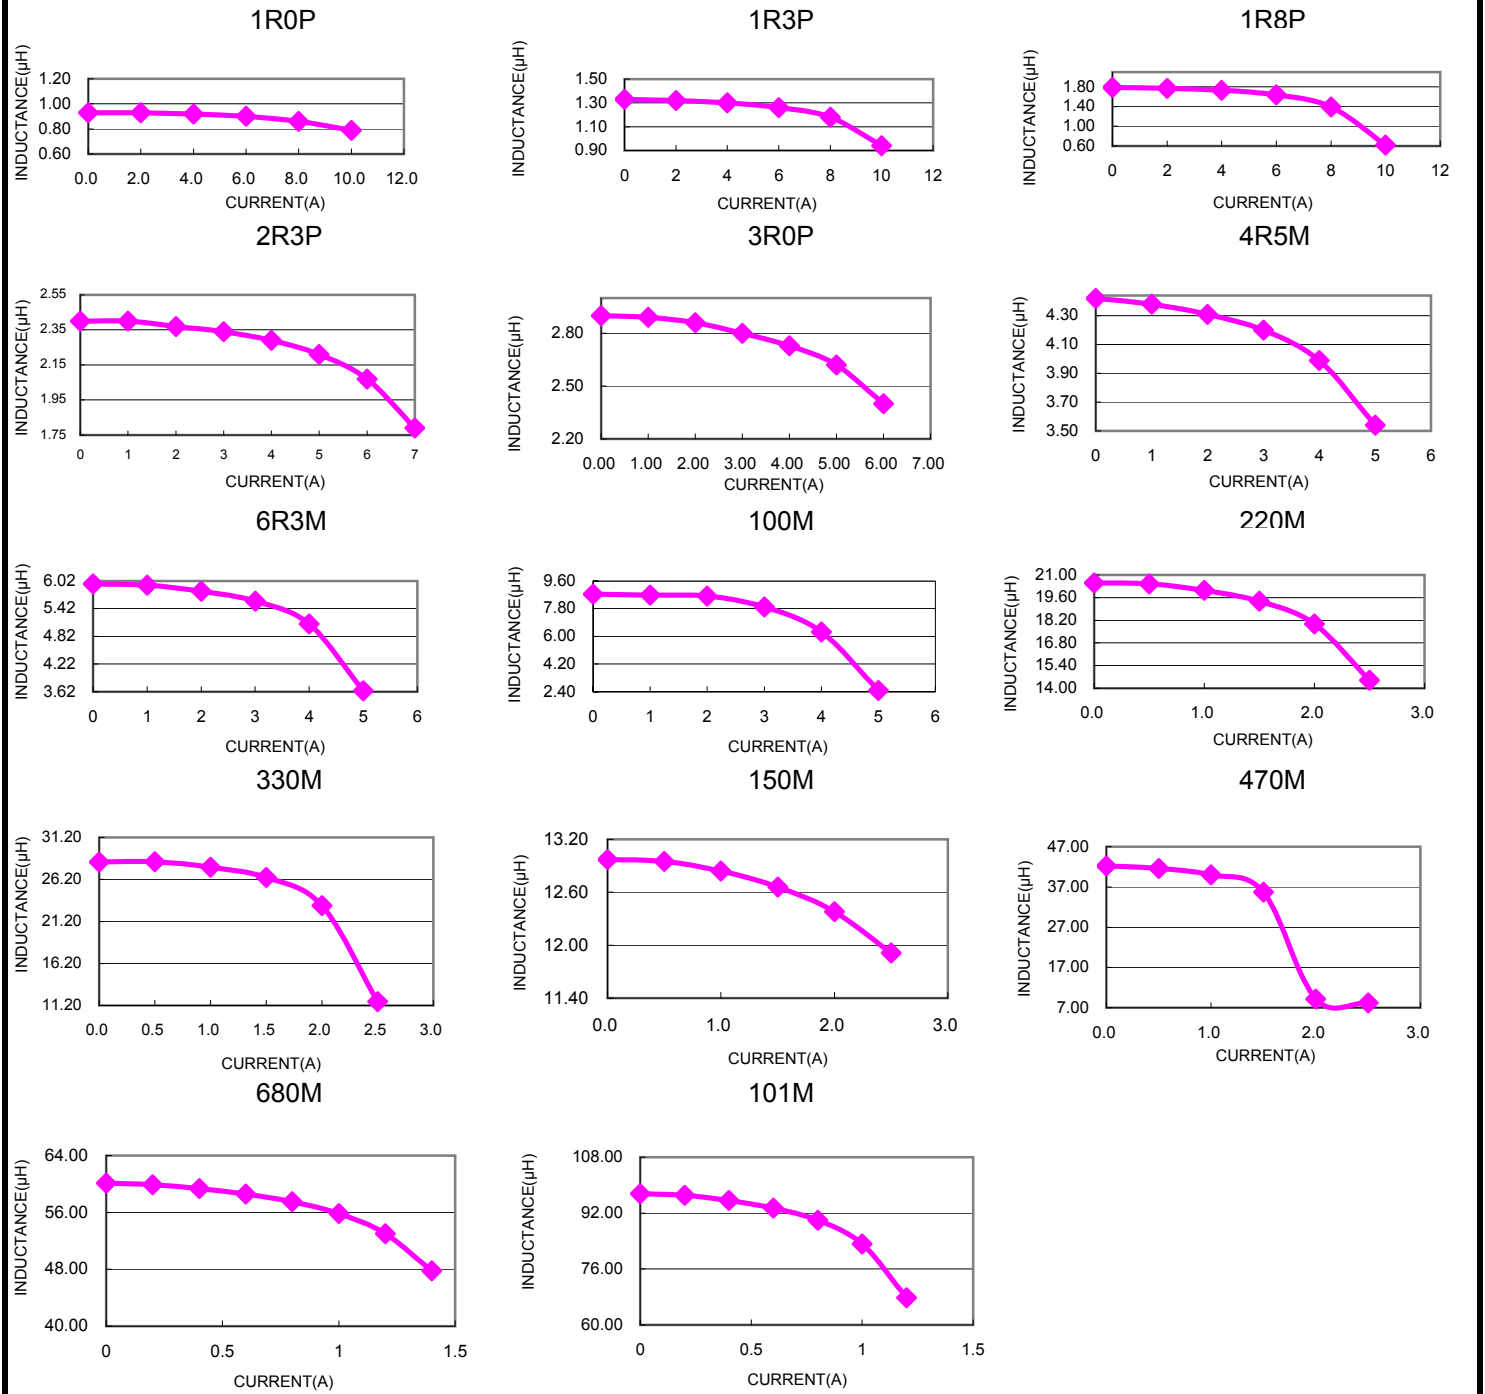 1R0P
INDUCTANCE(μH)
1.20
1.00
0.80
0.60
0.0 2.0 4.0 6.0 8.0 10.0 12.0
CURRENT(A)
1R3P
INDUCTANCE(μH)
1.50
1.30
1.10
0.90
0 2 4 6 8 10 12
CURRENT(A)
1R8P
INDUCTANCE(μH)
1.80
1.40
1.00
0.60
0 2 4 6 8 10 12
CURRENT(A)
2R3P
INDUCTANCE(μH)
2.55
2.35
2.15
1.95
1.75
0 1 2 3 4 5 6 7
CURRENT(A)
3R0P
INDUCTANCE(μH)
2.80
2.50
2.20
0.00 1.00 2.00 3.00 4.00 5.00 6.00 7.00
CURRENT(A)
4R5M
INDUCTANCE(μH)
4.30
4.10
3.90
3.70
3.50
0 1 2 3 4 5 6
CURRENT(A)
6R3M
INDUCTANCE(μH)
6.02
5.42
4.82
4.22
3.62
0 1 2 3 4 5 6
CURRENT(A)
100M
INDUCTANCE(μH)
9.60
7.80
6.00
4.20
2.40
0 1 2 3 4 5 6
CURRENT(A)
220M
INDUCTANCE(μH)
21.00
19.60
18.20
16.80
15.40
14.00
0.0 1.0 2.0 3.0
CURRENT(A)
330M
INDUCTANCE(μH)
31.20
26.20
21.20
16.20
11.20
0.0 0.5 1.0 1.5 2.0 2.5 3.0
CURRENT(A)
150M
INDUCTANCE(μH)
13.20
12.60
12.00
11.40
0.0 1.0 2.0 3.0
CURRENT(A)
470M
INDUCTANCE(μH)
47.00
37.00
27.00
17.00
7.00
0.0 1.0 2.0 3.0
CURRENT(A)
680M
INDUCTANCE(μH)
64.00
56.00
48.00
40.00
0 0.5 1 1.5
CURRENT(A)
101M
INDUCTANCE(μH)
108.00
92.00
76.00
60.00
0 0.5 1 1.5
CURRENT(A)